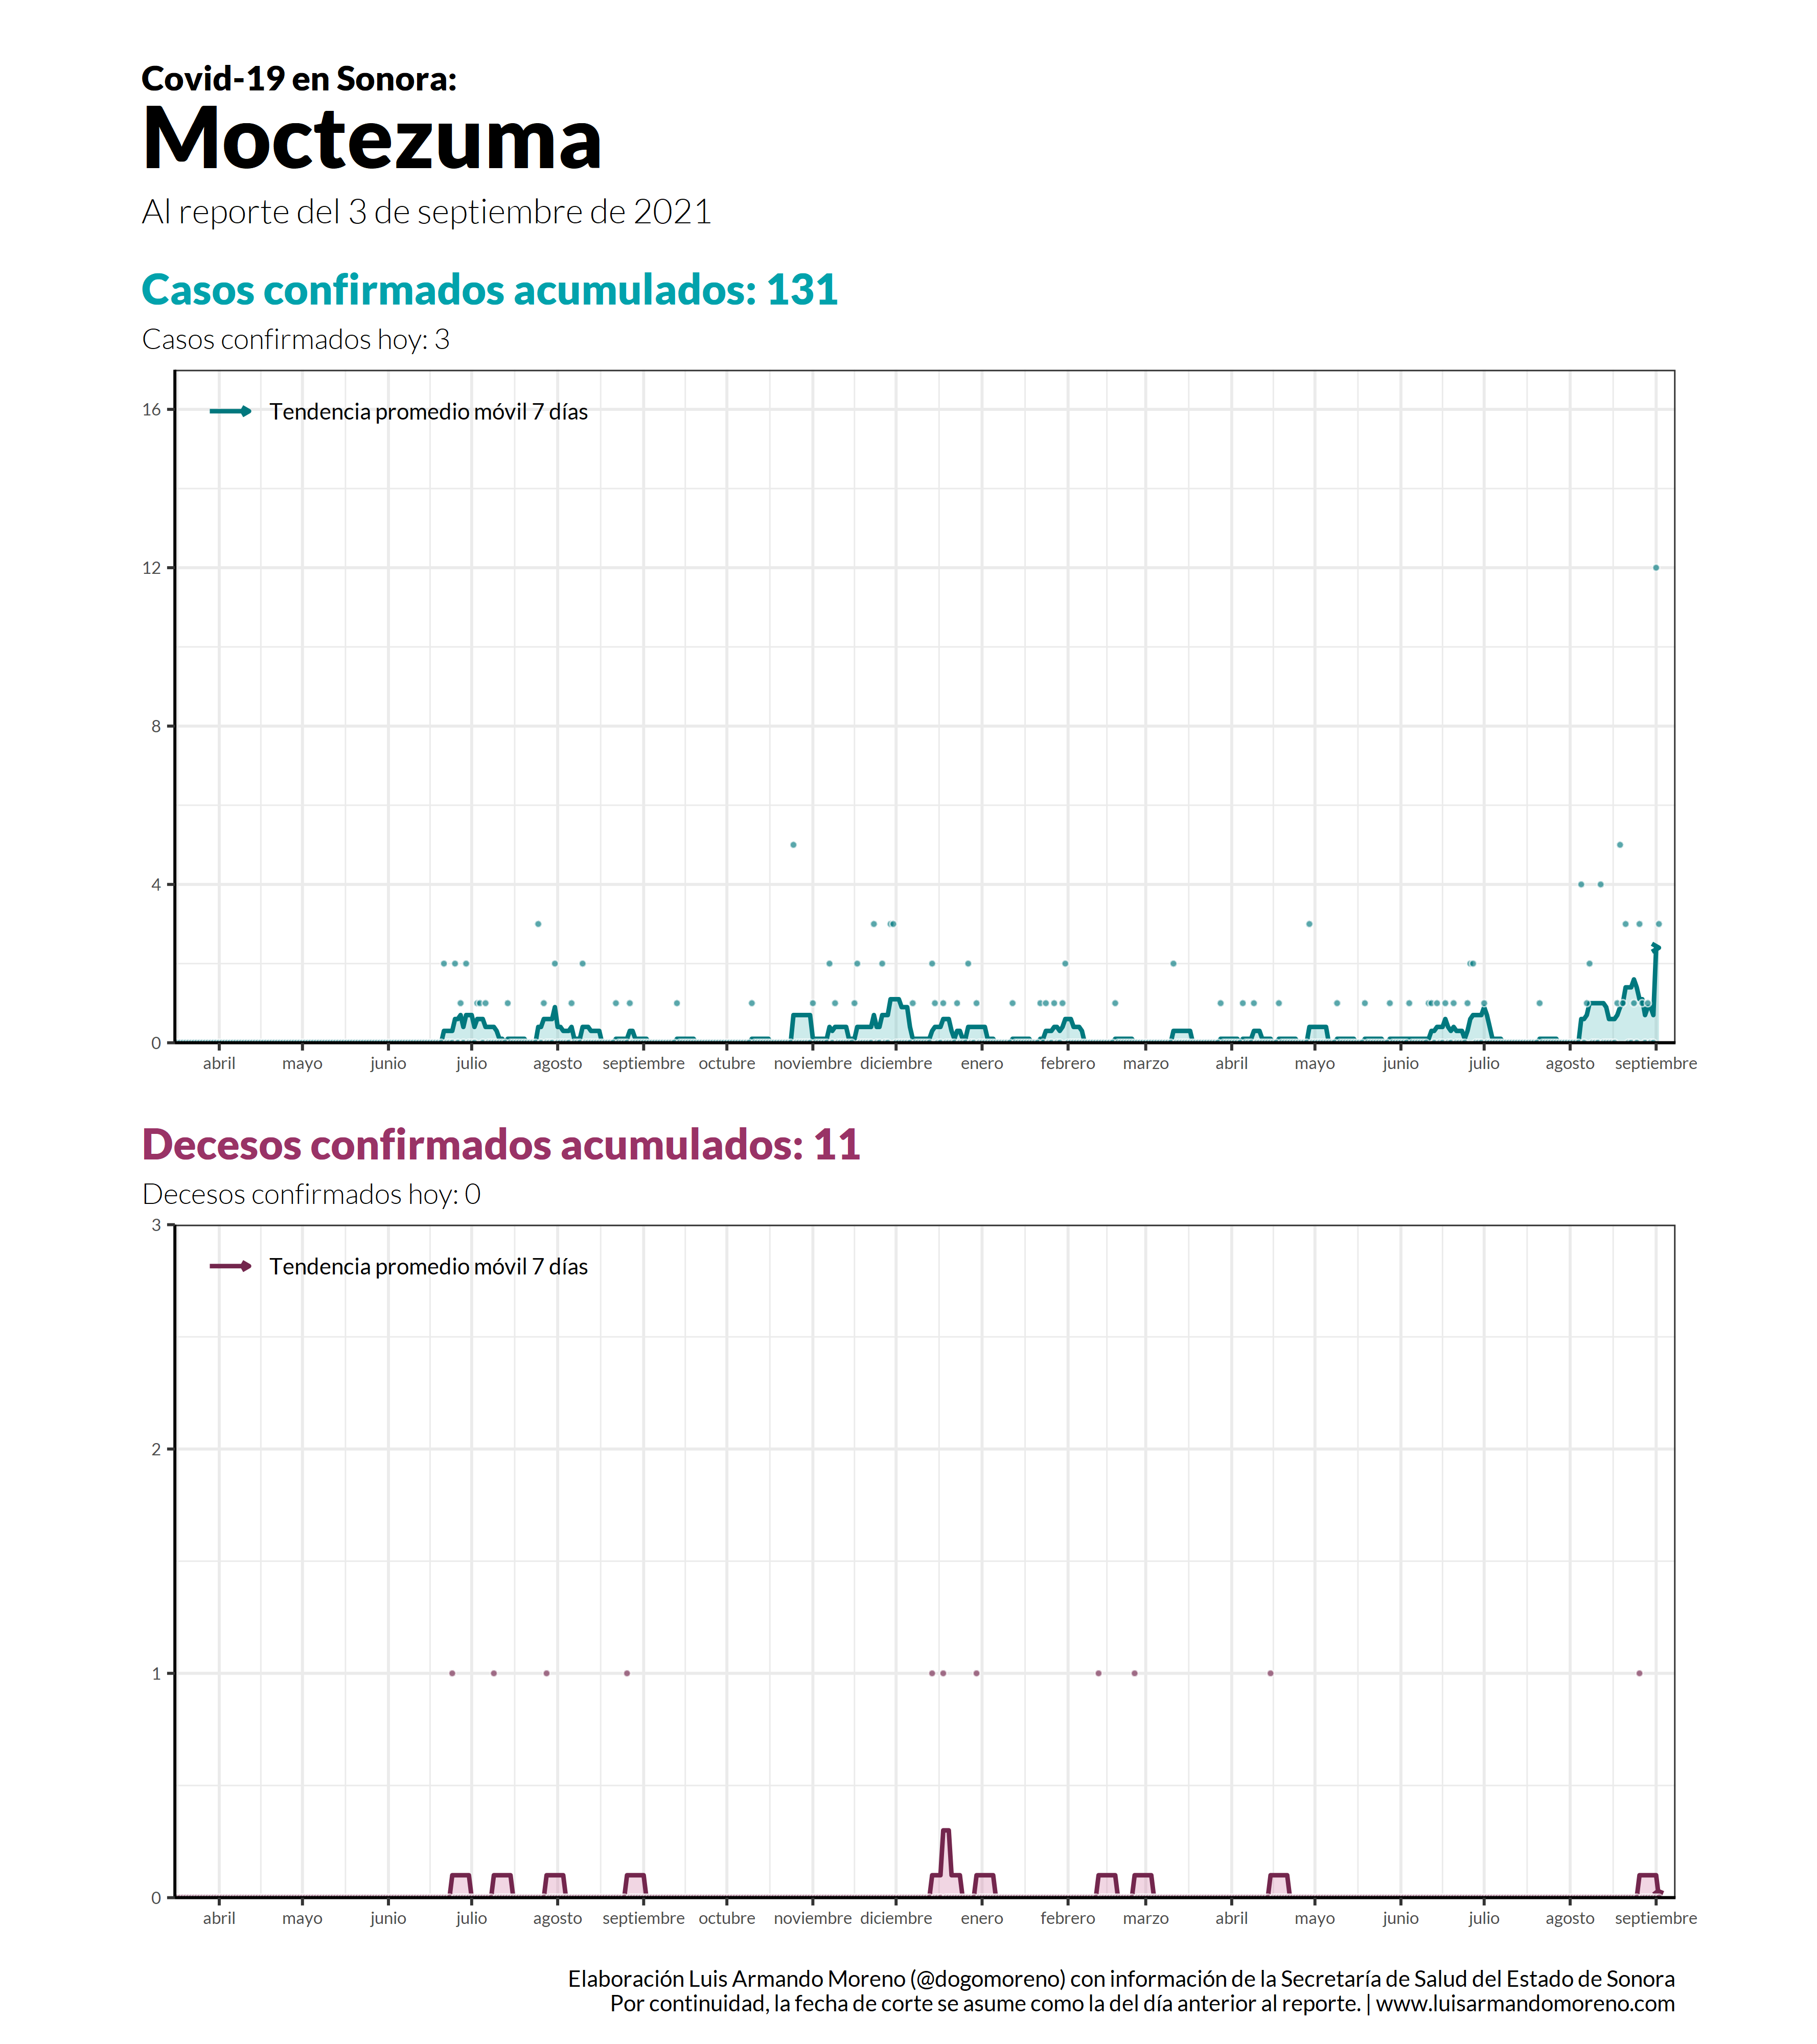 Covid-19 en Sonora:
Moctezuma
Al reporte del 3 de septiembre de 2021
Casos confirmados acumulados: 131
Casos confirmados hoy: 3
Tendencia promedio móvil 7 días
16
12
8
4
0
abril mayo junio julio agosto septiembre octubre noviembre diciembre enero febrero marzo abril mayo junio julio agosto septiembre
Decesos confirmados acumulados: 11
Decesos confirmados hoy: 0
3
Tendencia promedio móvil 7 días
2
1
0
abril mayo junio julio agosto septiembre octubre noviembre diciembre enero febrero marzo abril mayo junio julio agosto septiembre
Elaboración Luis Armando Moreno (@dogomoreno) con información de la Secretaría de Salud del Estado de Sonora
Por continuidad, la fecha de corte se asume como la del día anterior al reporte. | www.luisarmandomoreno.com